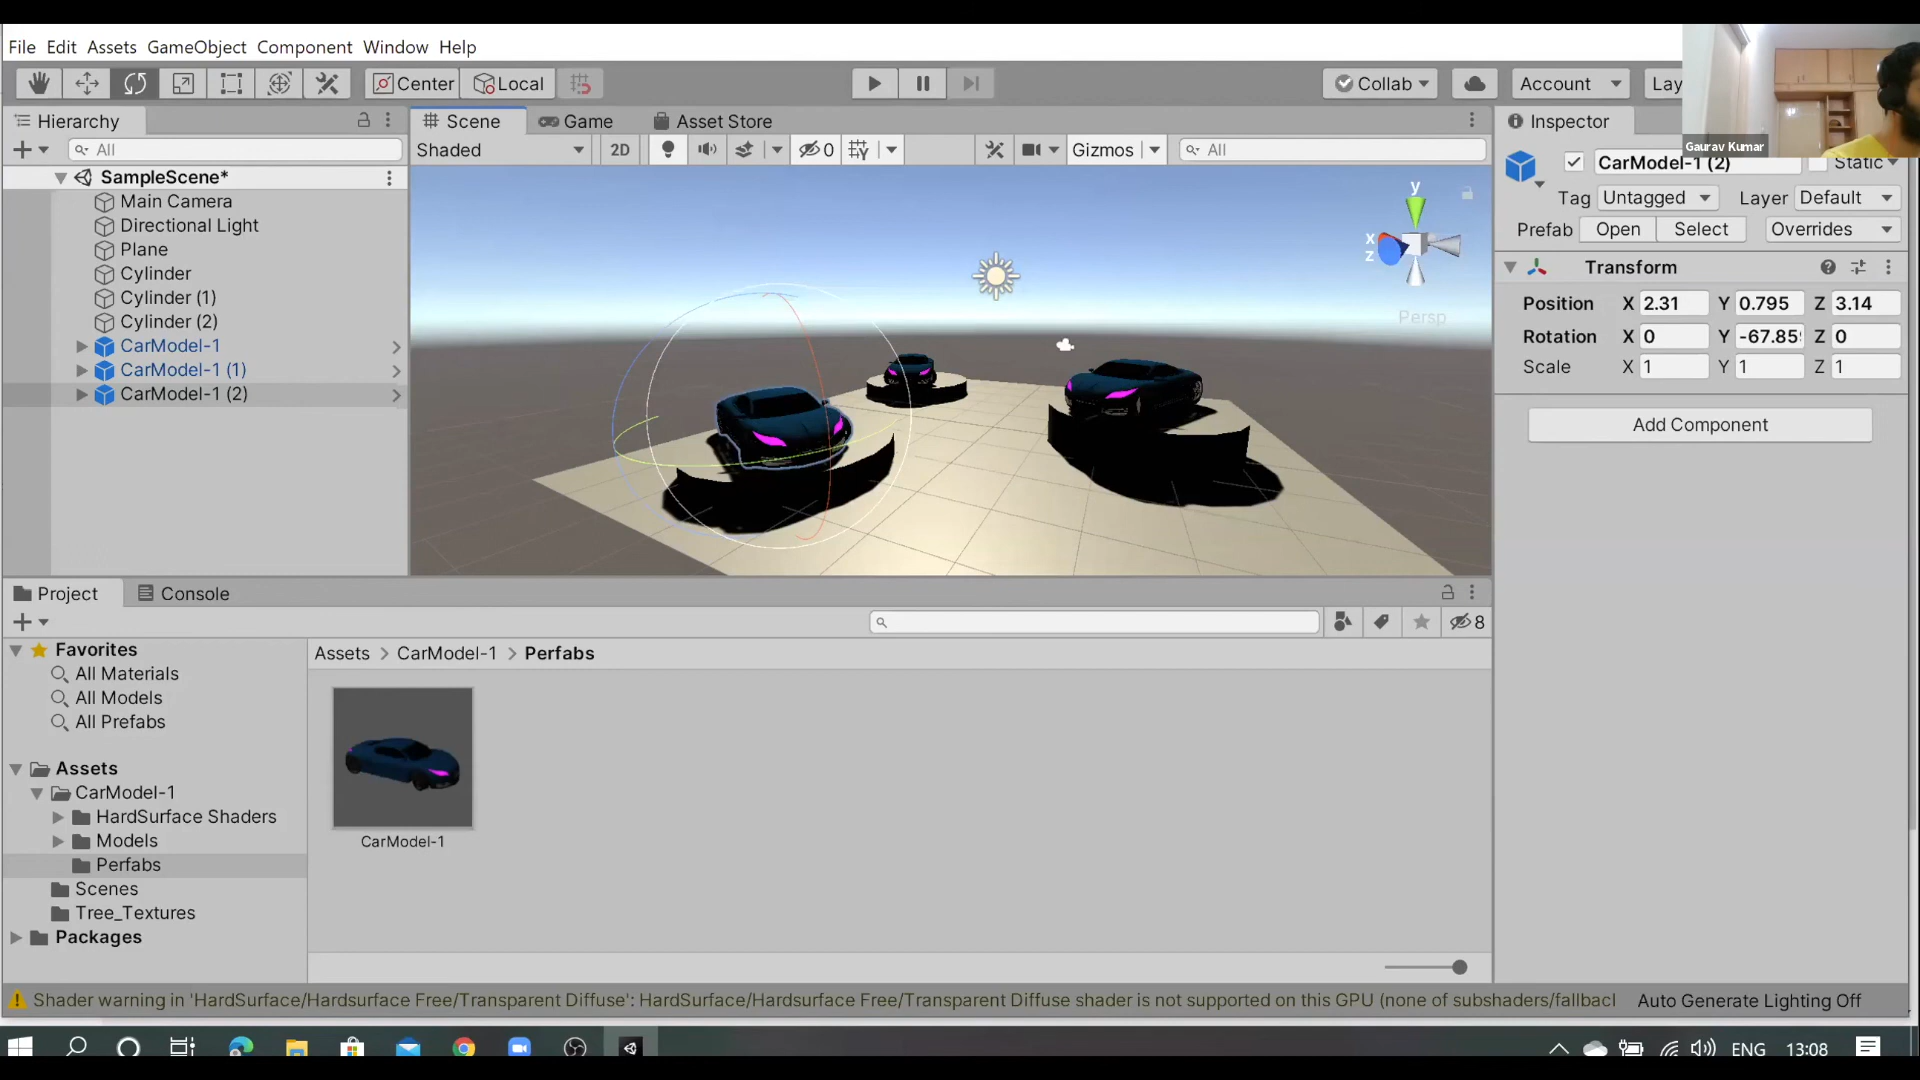 File Edit Assets GameObject Component Window Help
Center Local Collab Account Lay
Hierarchy
All
SampleScene*
Main Camera
Directional Light
Plane
Cylinder
Cylinder (1)
Cylinder (2)
CarModel-1
CarModel-1 (1)
CarModel-1 (2)
Scene Game Asset Store
Shaded 2D 0 Gizmos All
y
x
z
Persp
Gaurav Kumar
Inspector
CarModel-1 (2) Static
Tag Untagged Layer Default
Prefab Open Select Overrides
Transform
Position X 2.31 Y 0.795 Z 3.14
Rotation X 0 Y -67.85 Z 0
Scale X 1 Y 1 Z 1
Add Component
Project Console
8
Favorites
All Materials
All Models
All Prefabs
Assets
CarModel-1
HardSurface Shaders
Models
Perfabs
Scenes
Tree_Textures
Packages
Assets > CarModel-1 > Perfabs
CarModel-1
Shader warning in 'HardSurface/Hardsurface Free/Transparent Diffuse': HardSurface/Hardsurface Free/Transparent Diffuse shader is not supported on this GPU (none of subshaders/fallbacl
Auto Generate Lighting Off
ENG 13:08